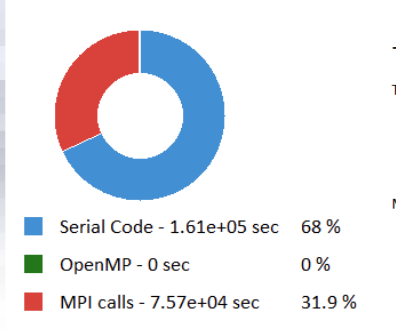 Serial Code - 1.61e+05 sec 68 %
OpenMP - 0 sec 0 %
MPI calls - 7.57e+04 sec 31.9 %